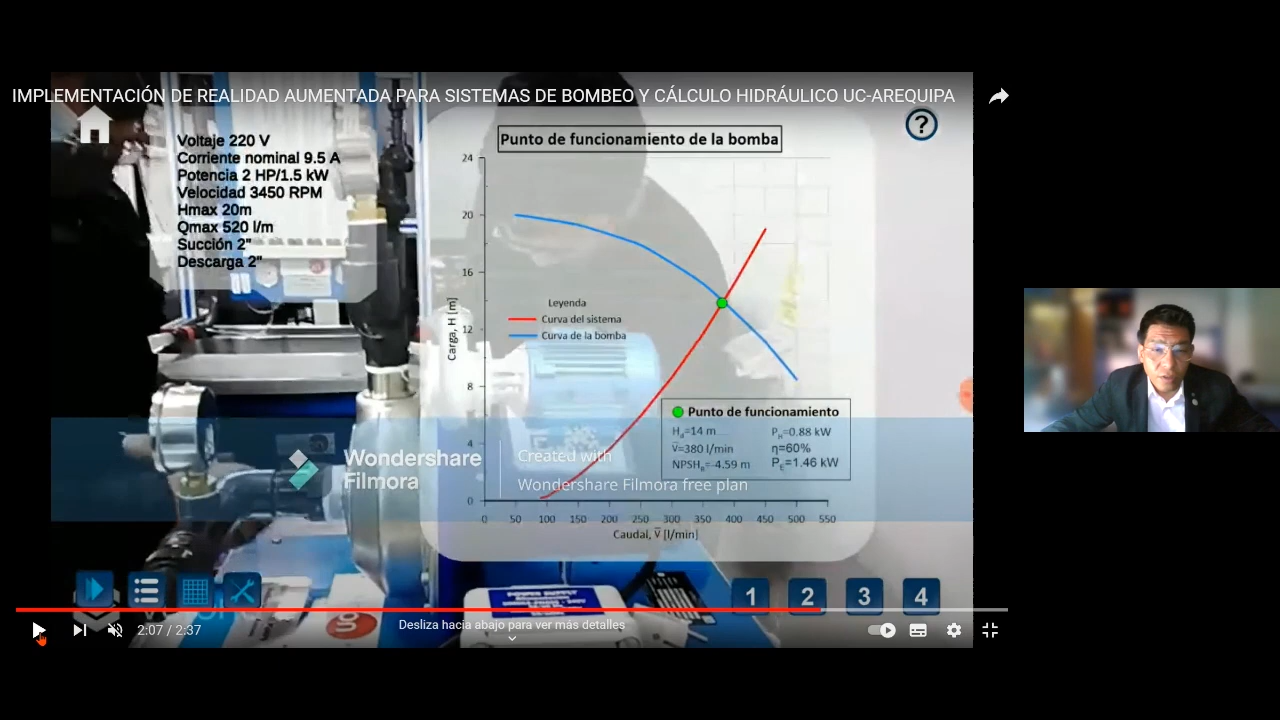 IMPLEMENTACIÓN DE REALIDAD AUMENTADA PARA SISTEMAS DE BOMBEO Y CÁLCULO HIDRÁULICO UC-AREQUIPA
?
Voltaje 220 V
Corriente nominal 9.5 A
Potencia 2 HP/1.5 kW
Velocidad 3450 RPM
Hmax 20m
Qmax 520 l/m
Succión 2"
Descarga 2"
Punto de funcionamiento de la bomba
24
20
16
12
8
4
0
Carga, H [m]
Leyenda
Curva del sistema
Curva de la bomba
Punto de funcionamiento
Hd=14 m
V̄=380 l/min
PH=0.88 kW
η=60%
PE=1.46 kW
0 50 100 150 200 250 300 350 400 450 500 550
Caudal, V̄ [l/min]
Wondershare
Filmora
Created with
Wondershare Filmora free plan
POWER SUPPLY
1 2 3 4
2:07 / 2:37
Desliza hacia abajo para ver más detalles